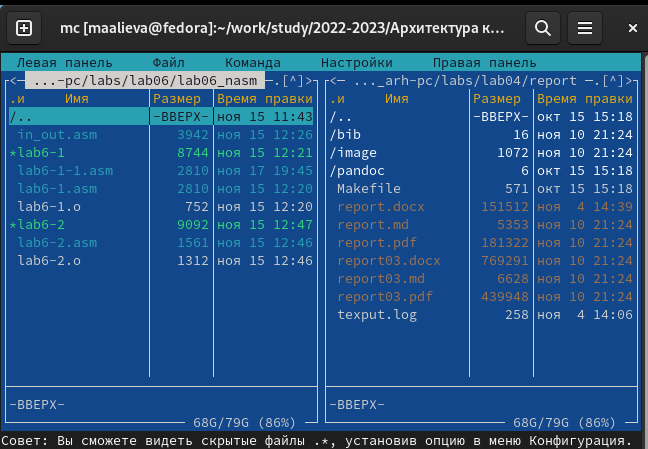 mc [maalieva@fedora]:~/work/study/2022-2023/Архитектура к...
Левая панель Файл Команда Настройки Правая панель
...-pc/labs/lab06/lab06_nasm .[^]> ..._arh-pc/labs/lab04/report .[^]>
.и Имя Размер Время правки .и Имя Размер Время правки
/.. -ВВЕРХ- ноя 15 11:43 /.. -ВВЕРХ- окт 15 15:18
in_out.asm 3942 ноя 15 12:26 /bib 16 ноя 10 21:24
*lab6-1 8744 ноя 15 12:21 /image 1072 ноя 10 21:24
lab6-1-1.asm 2810 ноя 17 19:45 /pandoc 6 окт 15 15:18
lab6-1.asm 2810 ноя 15 12:20 Makefile 571 окт 15 15:18
lab6-1.o 752 ноя 15 12:20 report.docx 151512 ноя 4 14:39
*lab6-2 9092 ноя 15 12:47 report.md 5353 ноя 10 21:24
lab6-2.asm 1561 ноя 15 12:46 report.pdf 181322 ноя 10 21:24
lab6-2.o 1312 ноя 15 12:46 report03.docx 769291 ноя 10 21:24
report03.md 6628 ноя 10 21:24
report03.pdf 439948 ноя 10 21:24
texput.log 258 ноя 4 14:06
-ВВЕРХ- -ВВЕРХ-
68G/79G (86%) 68G/79G (86%)
Совет: Вы сможете видеть скрытые файлы .*, установив опцию в меню Конфигурация.